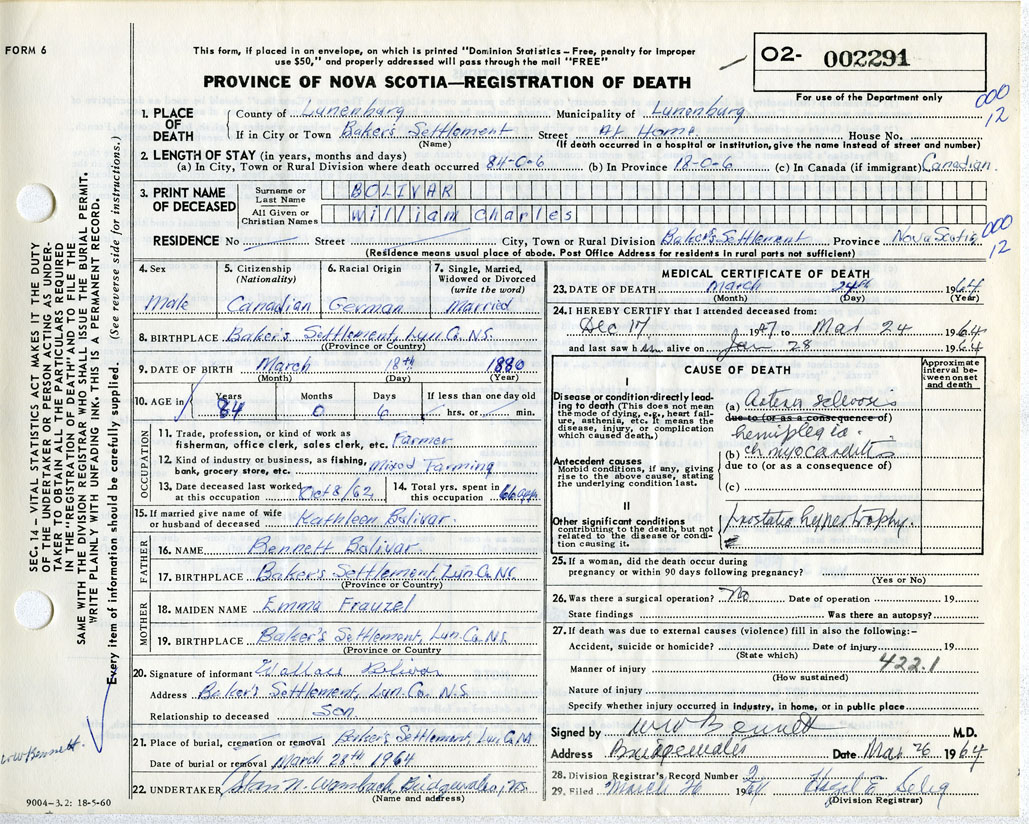 FORM 6
This form, if placed in an envelope, on which is printed "Dominion Statistics – Free, penalty for improper
use $50," and properly addressed will pass through the mail "FREE"
PROVINCE OF NOVA SCOTIA—REGISTRATION OF DEATH
02- 002291
For use of the Department only
000
12
1. PLACE OF DEATH
County of Lunenburg Municipality of Lunenburg
If in City or Town Baker's Settlement Street At Home House No.
(Name) (If death occurred in a hospital or institution, give the name instead of street and number)
2. LENGTH OF STAY (in years, months and days)
(a) In City, Town or Rural Division where death occurred 84-0-6 (b) In Province 18-0-6 (c) In Canada (if immigrant) Canadian
3. PRINT NAME OF DECEASED
Surname or Last Name BOLIVAR
All Given or Christian Names William Charles
000
12
RESIDENCE No Street City, Town or Rural Division Baker's Settlement Province Nova Scotia
(Residence means usual place of abode. Post Office Address for residents in rural parts not sufficient)
4. Sex
Male
5. Citizenship (Nationality)
Canadian
6. Racial Origin
German
7. Single, Married, Widowed or Divorced (write the word)
Married
8. BIRTHPLACE Baker's Settlement, Lun. Co. N.S.
(Province or Country)
9. DATE OF BIRTH March 18th 1880
(Month) (Day) (Year)
10. AGE in Years Months Days If less than one day old
84 0 6 hrs. or min.
OCCUPATION
11. Trade, profession, or kind of work as
fisherman, office clerk, sales clerk, etc. Farmer
12. Kind of industry or business, as fishing,
bank, grocery store, etc. Mixed Farming
13. Date deceased last worked
at this occupation Oct 8/62
14. Total yrs. spent in
this occupation 66
15. If married give name of wife
or husband of deceased Kathleen Bolivar
FATHER
16. NAME Bennett Bolivar
17. BIRTHPLACE Baker's Settlement Lun. Co. N.S.
(Province or Country)
MOTHER
18. MAIDEN NAME Emma
19. BIRTHPLACE Baker's Settlement, Lun. Co. N.S.
(Province or Country
20. Signature of informant Wallace Bolivar
Address Baker's Settlement, Lun. Co. N.S.
Relationship to deceased Son
21. Place of burial, cremation or removal Baker's Settlement, Lun. Co.
Date of burial or removal March 28th 1964
22. UNDERTAKER Bridgewater, N.S.
(Name and address)
9004–3.2: 18-5-60
MEDICAL CERTIFICATE OF DEATH
23. DATE OF DEATH March 24th 1964
(Month) (Day) (Year)
24. I HEREBY CERTIFY that I attended deceased from:
Dec 17 1947 to Mar 24 1964
and last saw him alive on Jan 28 1964
CAUSE OF DEATH
Approximate interval between onset and death
I
Disease or condition directly leading to death (This does not mean the mode of dying, e.g., heart failure, asthenia, etc. It means the disease, injury, or complication which caused death.)
(a) Arterio sclerosis
due to (or as a consequence of)
hemiplegia.
Antecedent causes
Morbid conditions, if any, giving rise to the above cause, stating the underlying condition last.
(b) ch myocarditis
due to (or as a consequence of)
(c)
II
Other significant conditions
contributing to the death, but not related to the disease or condition causing it.
prostatic hypertrophy.
25. If a woman, did the death occur during
pregnancy or within 90 days following pregnancy?
(Yes or No)
26. Was there a surgical operation? No Date of operation 19
State findings Was there an autopsy?
27. If death was due to external causes (violence) fill in also the following:–
Accident, suicide or homicide? Date of injury 19
(State which)
422.1
Manner of injury
(How sustained)
Nature of injury
Specify whether injury occurred in industry, in home, or in public place
Signed by WW Bennett M.D.
Address Bridgewater Date Mar 26 1964
28. Division Registrar's Record Number
29. Filed March 26 1964 Hazel E. Selig
(Division Registrar)
SEC. 14 – VITAL STATISTICS ACT MAKES IT THE DUTY
OF THE UNDERTAKER OR PERSON ACTING AS UNDER-
TAKER TO OBTAIN ALL THE PARTICULARS REQUIRED
IN THE "REGISTRATION OF DEATH" AND TO FILE THE
SAME WITH THE DIVISION REGISTRAR WHO SHALL ISSUE THE BURIAL PERMIT.
WRITE PLAINLY WITH UNFADING INK. THIS IS A PERMANENT RECORD.
Every item of information should be carefully supplied. (See reverse side for instructions.)
WW Bennett.